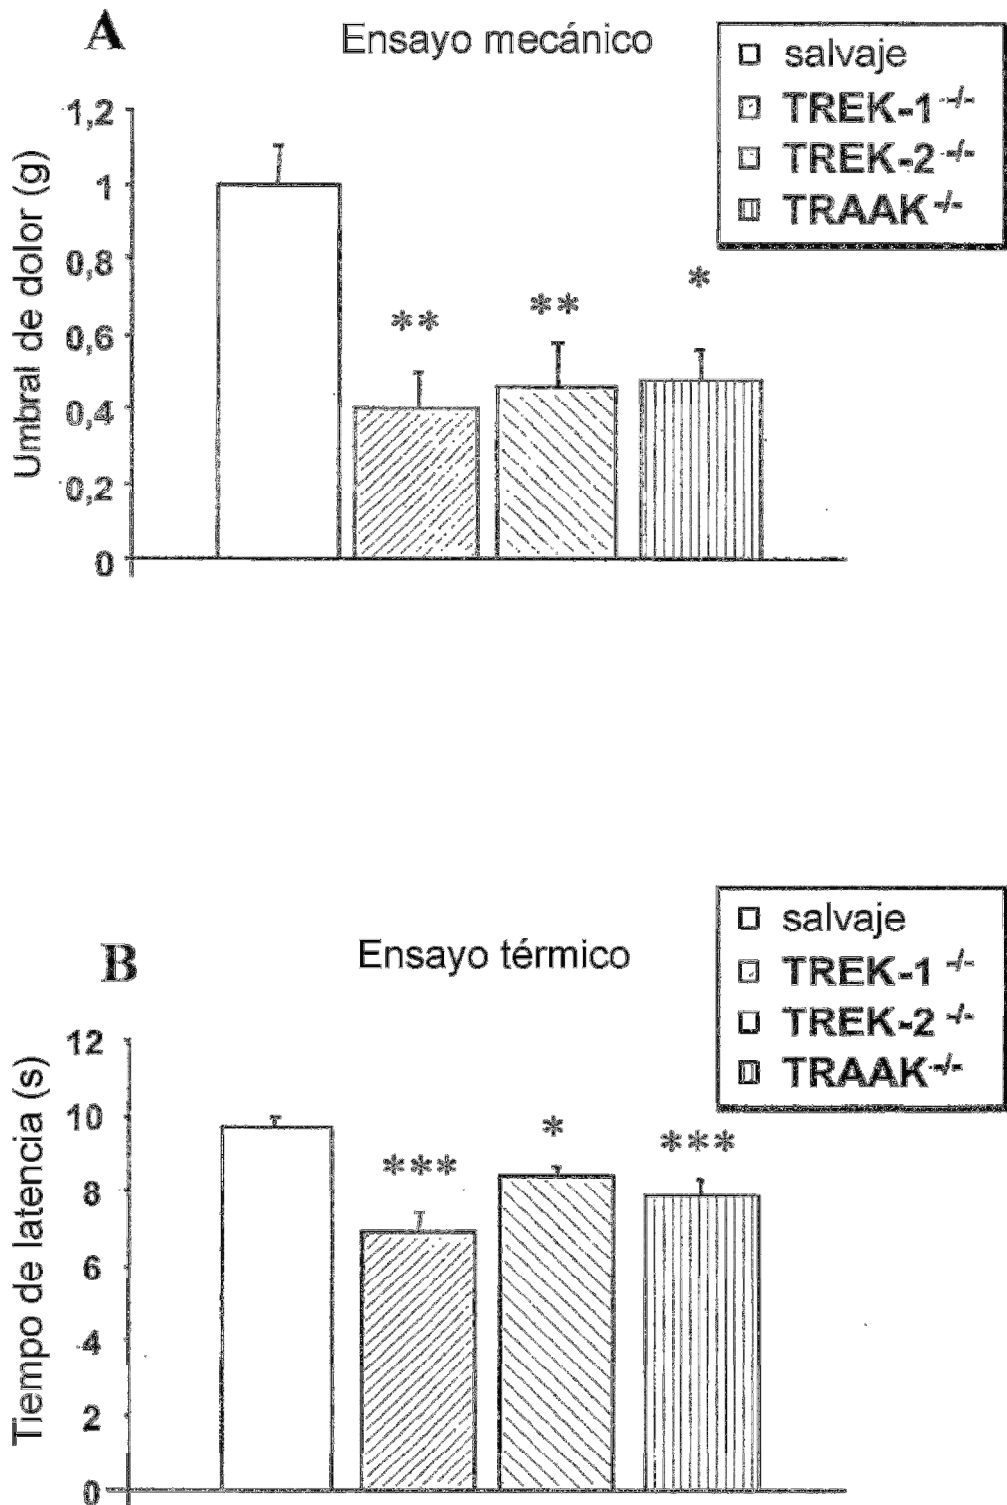 A
Ensayo mecánico
salvaje
TREK-1 -/-
TREK-2 -/-
TRAAK -/-
Umbral de dolor (g)
1,2
1
0,8
0,6
0,4
0,2
0
**
**
*
B
Ensayo térmico
salvaje
TREK-1 -/-
TREK-2 -/-
TRAAK -/-
Tiempo de latencia (s)
12
10
8
6
4
2
0
***
*
***